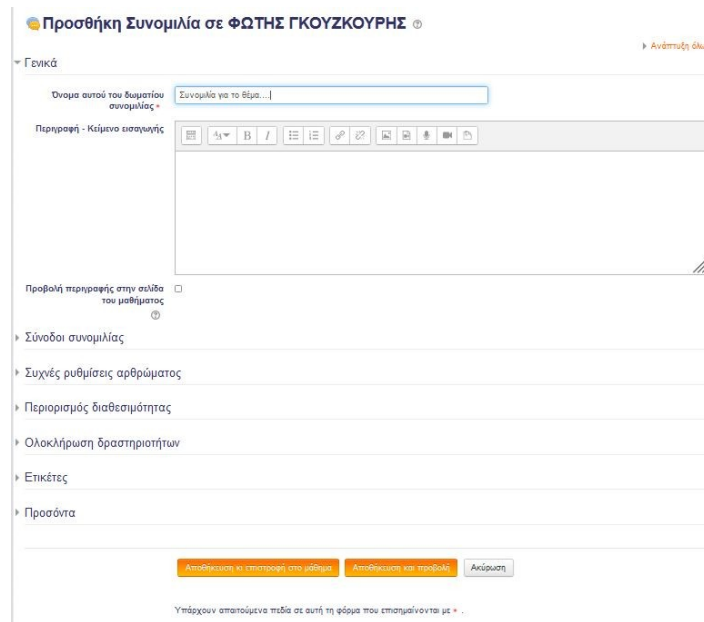 Προσθήκη Συνομιλία σε ΦΩΤΗΣ ΓΚΟΥΖΚΟΥΡΗΣ
Ανάπτυξη όλω
Γενικά
Όνομα αυτού του δωματίου
συνομιλίας
Συνομιλία για το θέμα....
Περιγραφή - Κείμενο εισαγωγής
B I
Προβολή περιγραφής στην σελίδα
του μαθήματος
Σύνοδοι συνομιλίας
Συχνές ρυθμίσεις αρθρώματος
Περιορισμός διαθεσιμότητας
Ολοκλήρωση δραστηριοτήτων
Ετικέτες
Προσόντα
Αποθήκευση κι επιστροφή στο μάθημα Αποθήκευση και προβολή Ακύρωση
Υπάρχουν απαιτούμενα πεδία σε αυτή τη φόρμα που επισημαίνονται με * .